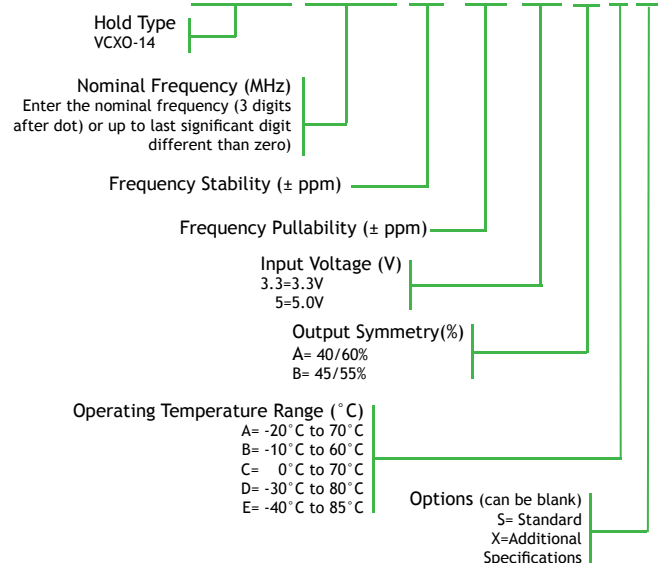 Hold Type
VCXO-14
Nominal Frequency (MHz)
Enter the nominal frequency (3 digits
after dot) or up to last significant digit
different than zero)
Frequency Stability (± ppm)
Frequency Pullability (± ppm)
Input Voltage (V)
3.3=3.3V
5=5.0V
Output Symmetry(%)
A= 40/60%
B= 45/55%
Operating Temperature Range (°C)
A= -20°C to 70°C
B= -10°C to 60°C
C= 0°C to 70°C
D= -30°C to 80°C
E= -40°C to 85°C
Options (can be blank)
S= Standard
X=Additional
Specifications